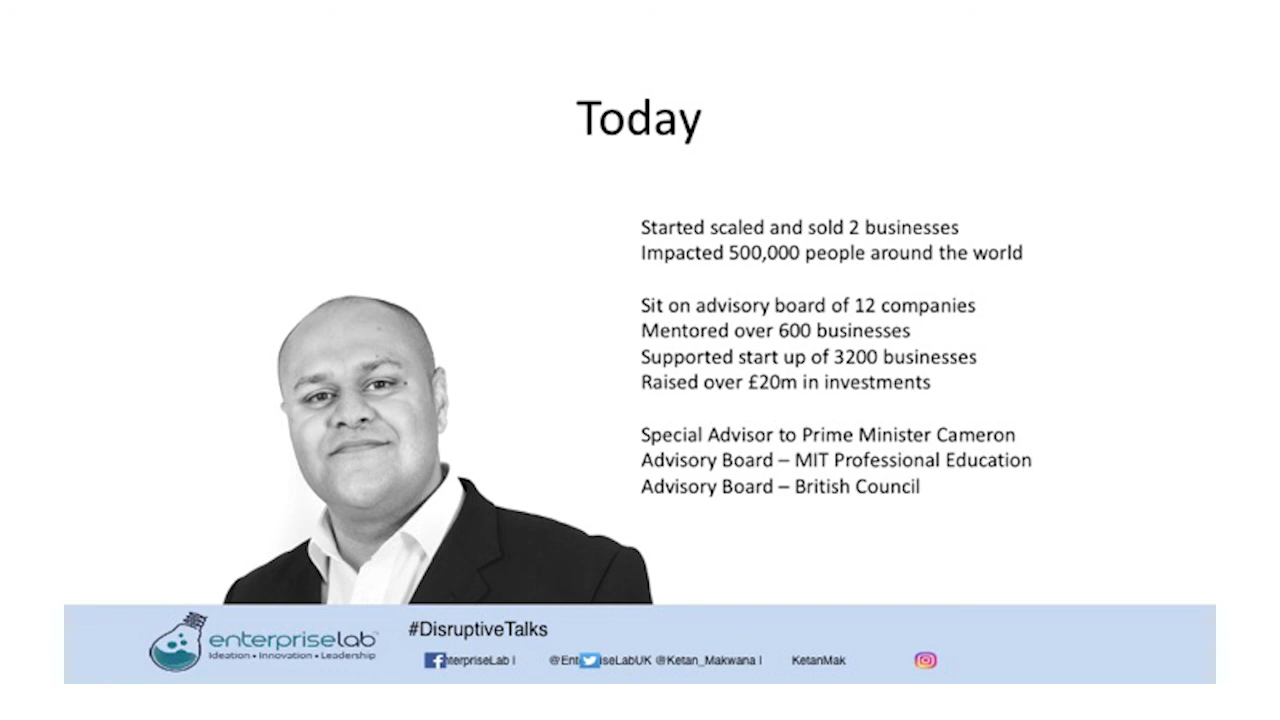 Today
Started scaled and sold 2 businesses
Impacted 500,000 people around the world
Sit on advisory board of 12 companies
Mentored over 600 businesses
Supported start up of 3200 businesses
Raised over £20m in investments
Special Advisor to Prime Minister Cameron
Advisory Board – MIT Professional Education
Advisory Board – British Council
enterpriselab
Ideation • Innovation • Leadership
#DisruptiveTalks
terpriseLab | @Ent iseLabUK @Ketan_Makwana | KetanMak